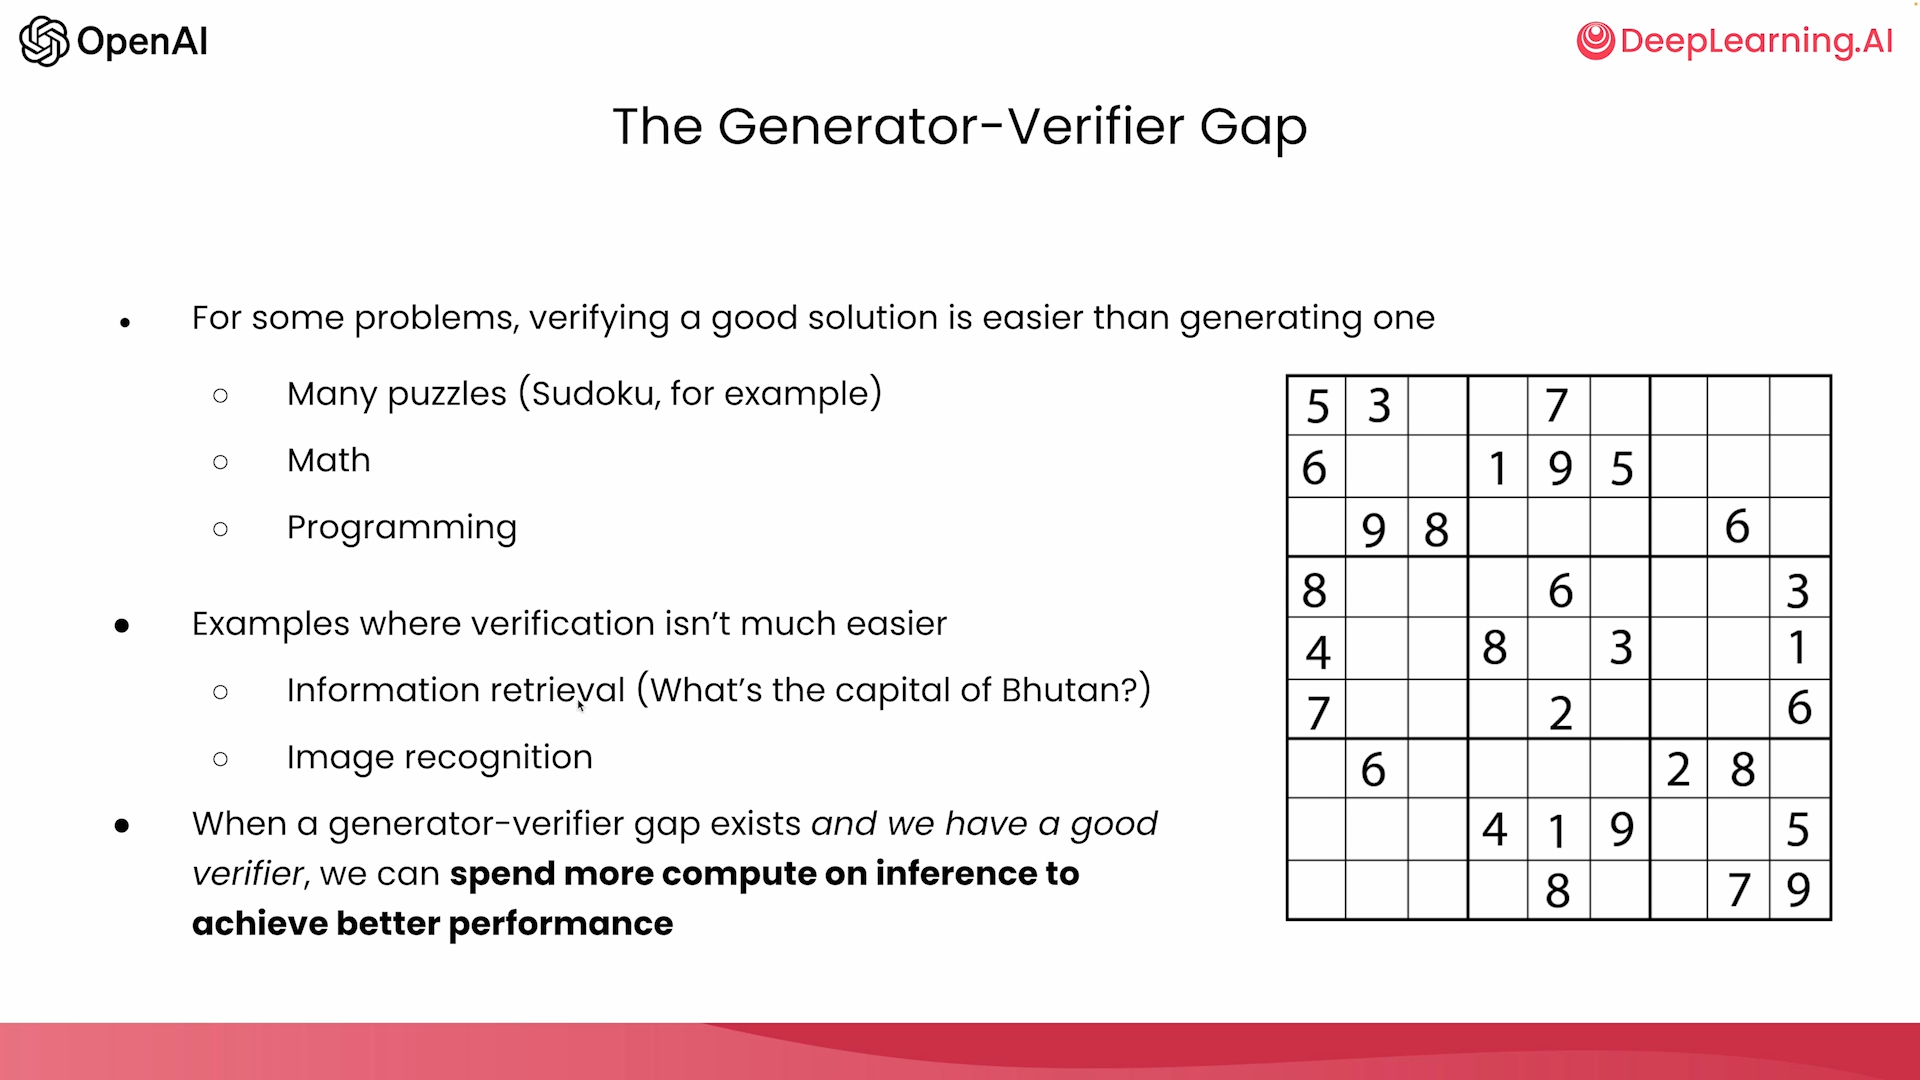 OpenAI
DeepLearning.AI
The Generator-Verifier Gap
● For some problems, verifying a good solution is easier than generating one
○ Many puzzles (Sudoku, for example)
○ Math
○ Programming
● Examples where verification isn’t much easier
○ Information retrieval (What’s the capital of Bhutan?)
○ Image recognition
● When a generator-verifier gap exists and we have a good
verifier, we can spend more compute on inference to
achieve better performance
5 3 7
6 1 9 5
9 8 6
8 6 3
4 8 3 1
7 2 6
6 2 8
4 1 9 5
8 7 9